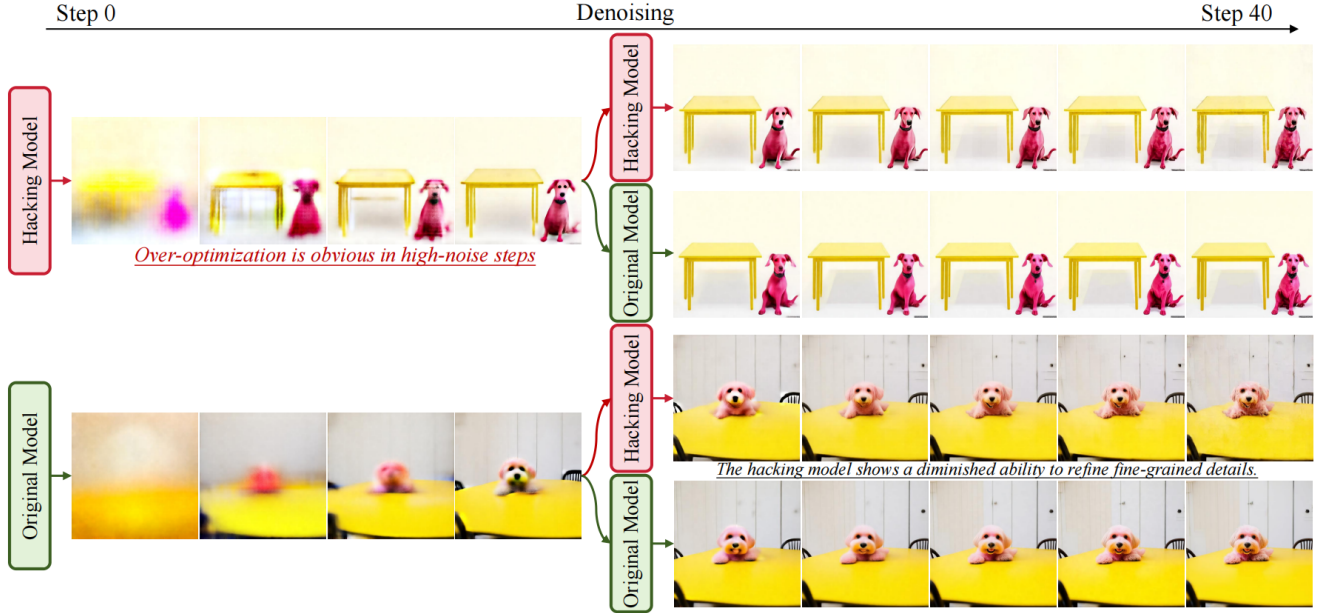 Step 0
Denoising
Step 40
Hacking Model
Hacking Model
Original Model
Over-optimization is obvious in high-noise steps
Original Model
Hacking Model
The hacking model shows a diminished ability to refine fine-grained details.
Original Model